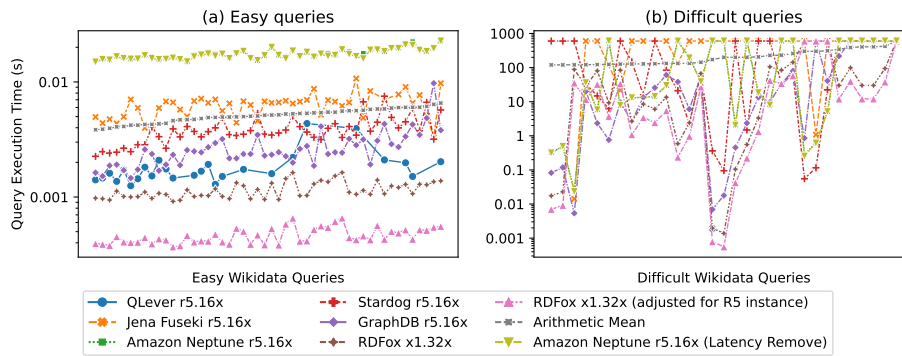 (a) Easy queries
(b) Difficult queries
Query Execution Time (s)
0.01
0.001
1000
100
10
1
0.1
0.01
0.001
Easy Wikidata Queries
Difficult Wikidata Queries
QLever r5.16x
Jena Fuseki r5.16x
Amazon Neptune r5.16x
Stardog r5.16x
GraphDB r5.16x
RDFox x1.32x
RDFox x1.32x (adjusted for R5 instance)
Arithmetic Mean
Amazon Neptune r5.16x (Latency Remove)